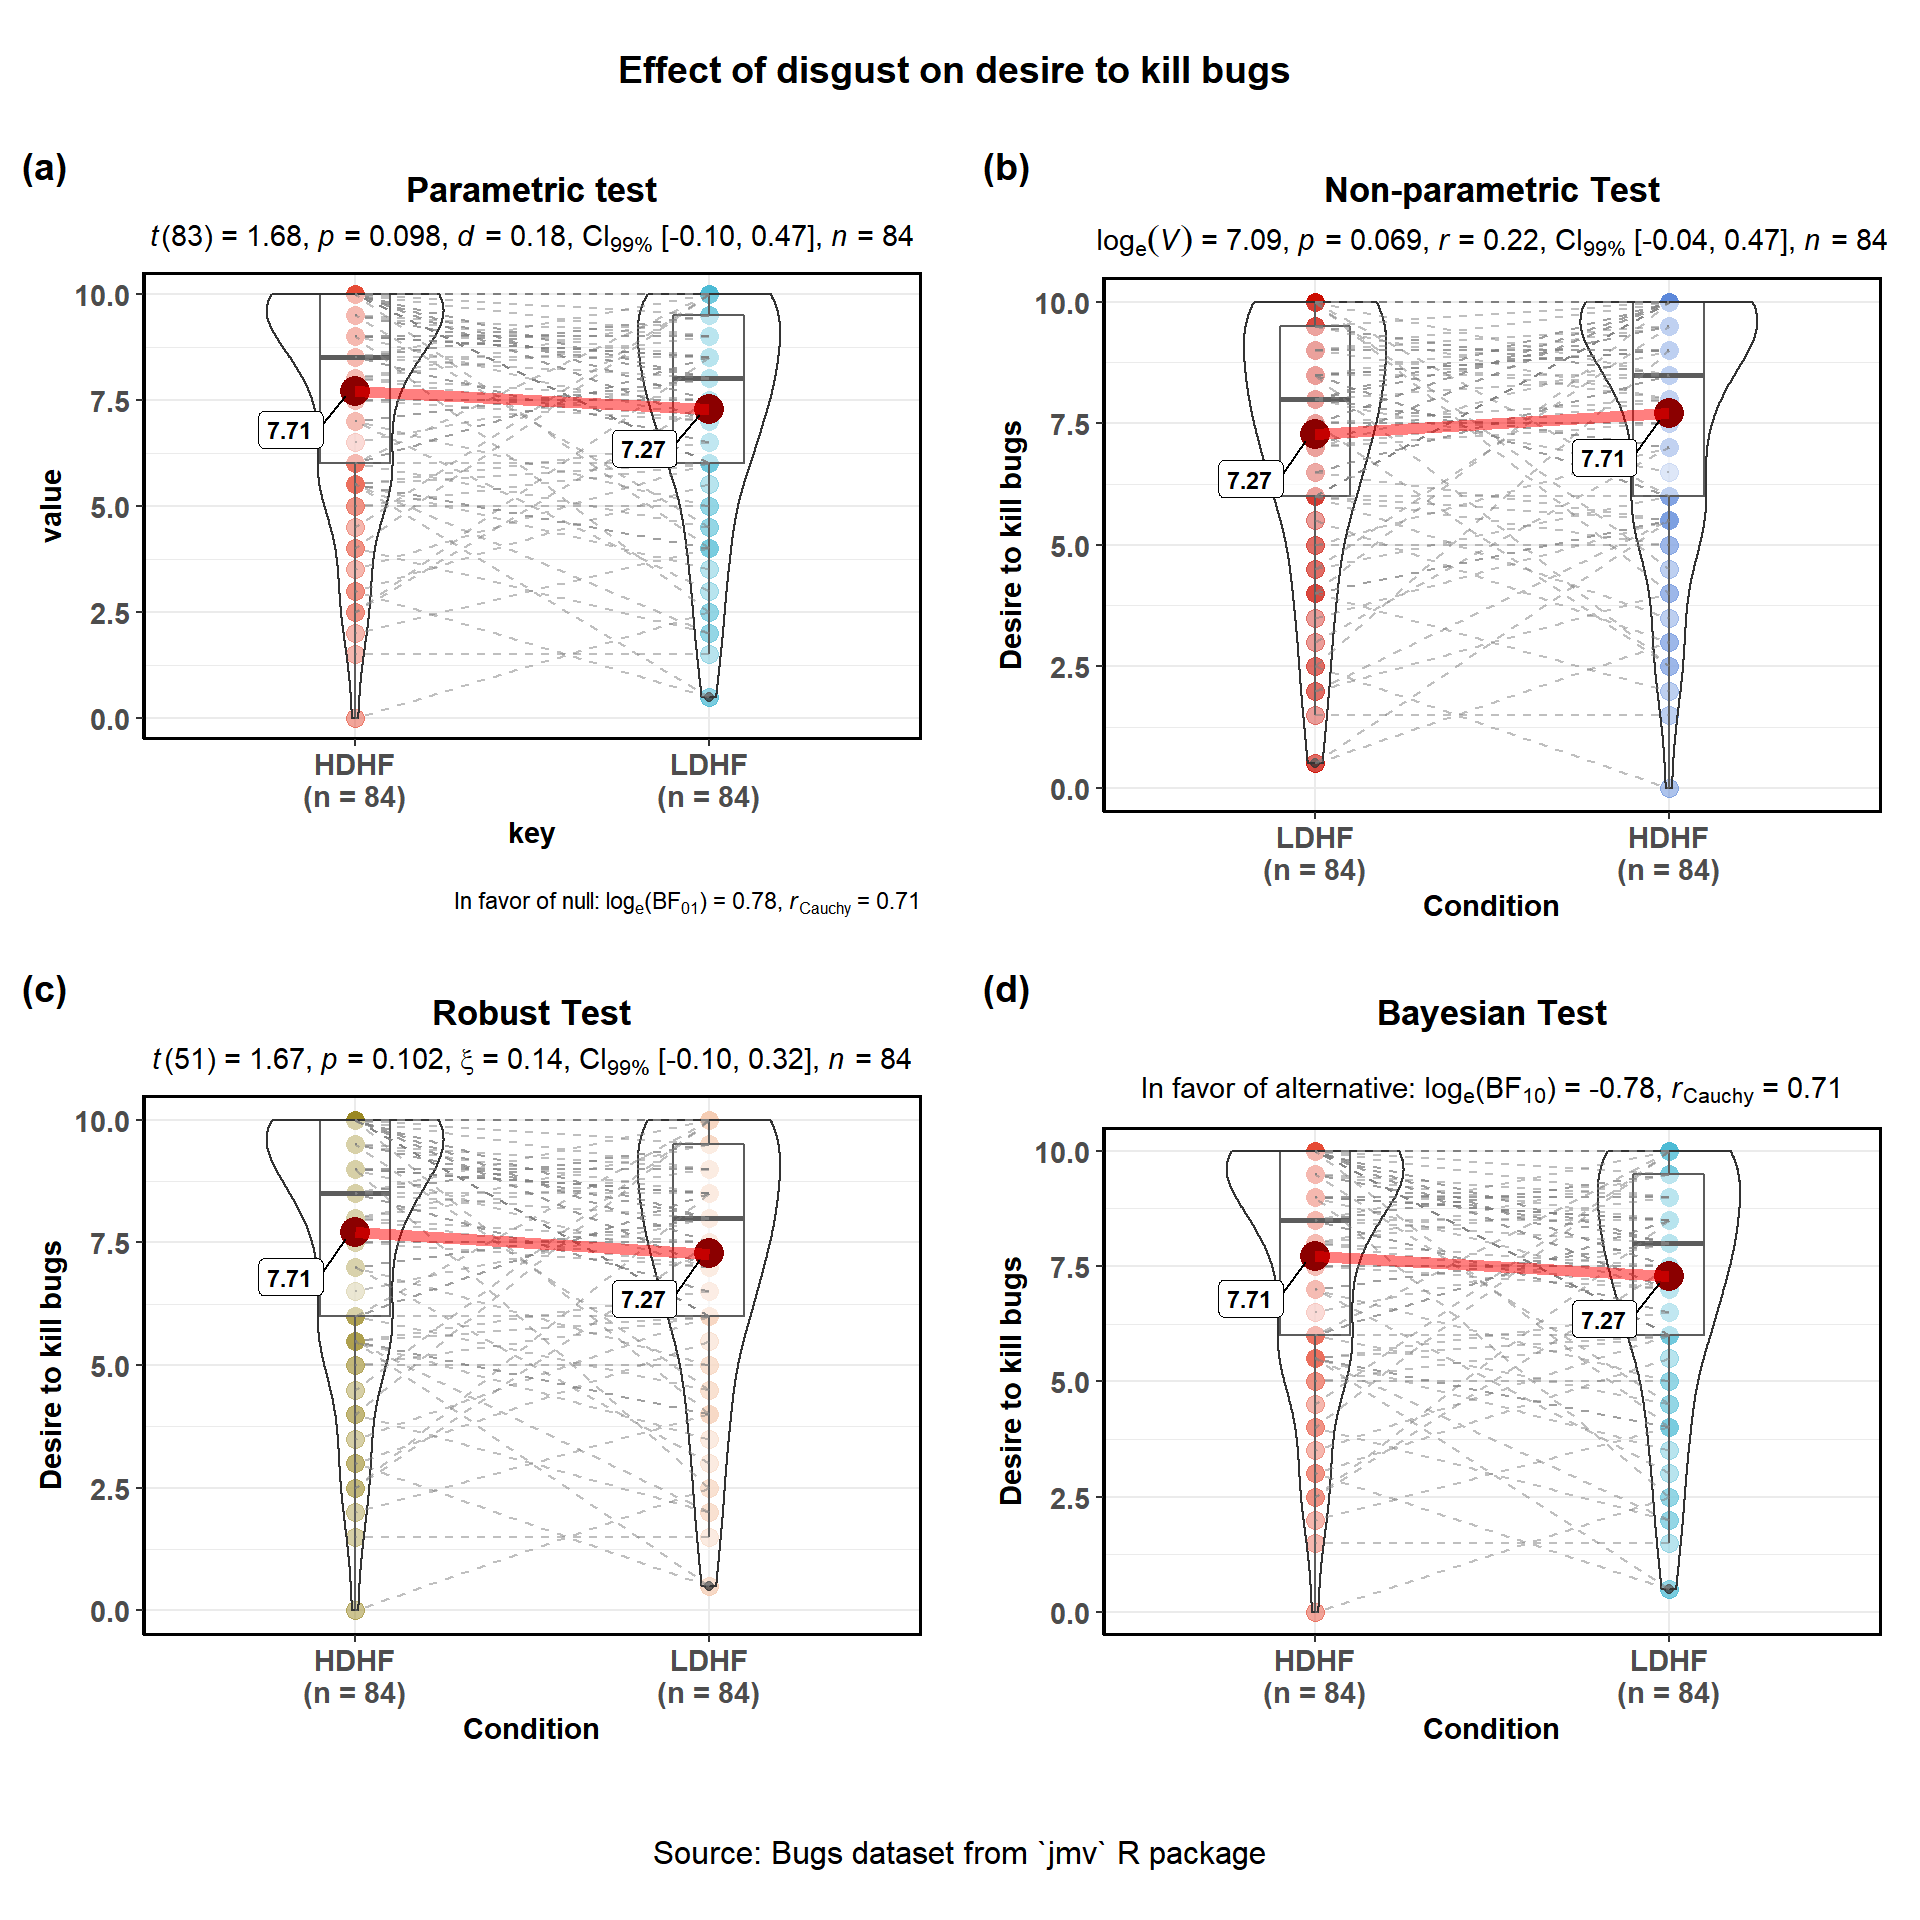 Effect of disgust on desire to kill bugs
(a)
Parametric test
t(83) = 1.68, p = 0.098, d = 0.18, CI99% [-0.10, 0.47], n = 84
value
10.0
7.5
5.0
2.5
0.0
7.71
7.27
HDHF
(n = 84)
LDHF
(n = 84)
key
In favor of null: loge(BF01) = 0.78, rCauchy = 0.71
(b)
Non-parametric Test
loge(V) = 7.09, p = 0.069, r = 0.22, CI99% [-0.04, 0.47], n = 84
Desire to kill bugs
10.0
7.5
5.0
2.5
0.0
7.27
7.71
LDHF
(n = 84)
HDHF
(n = 84)
Condition
(c)
Robust Test
t(51) = 1.67, p = 0.102, ξ = 0.14, CI99% [-0.10, 0.32], n = 84
Desire to kill bugs
10.0
7.5
5.0
2.5
0.0
7.71
7.27
HDHF
(n = 84)
LDHF
(n = 84)
Condition
(d)
Bayesian Test
In favor of alternative: loge(BF10) = -0.78, rCauchy = 0.71
Desire to kill bugs
10.0
7.5
5.0
2.5
0.0
7.71
7.27
HDHF
(n = 84)
LDHF
(n = 84)
Condition
Source: Bugs dataset from `jmv` R package